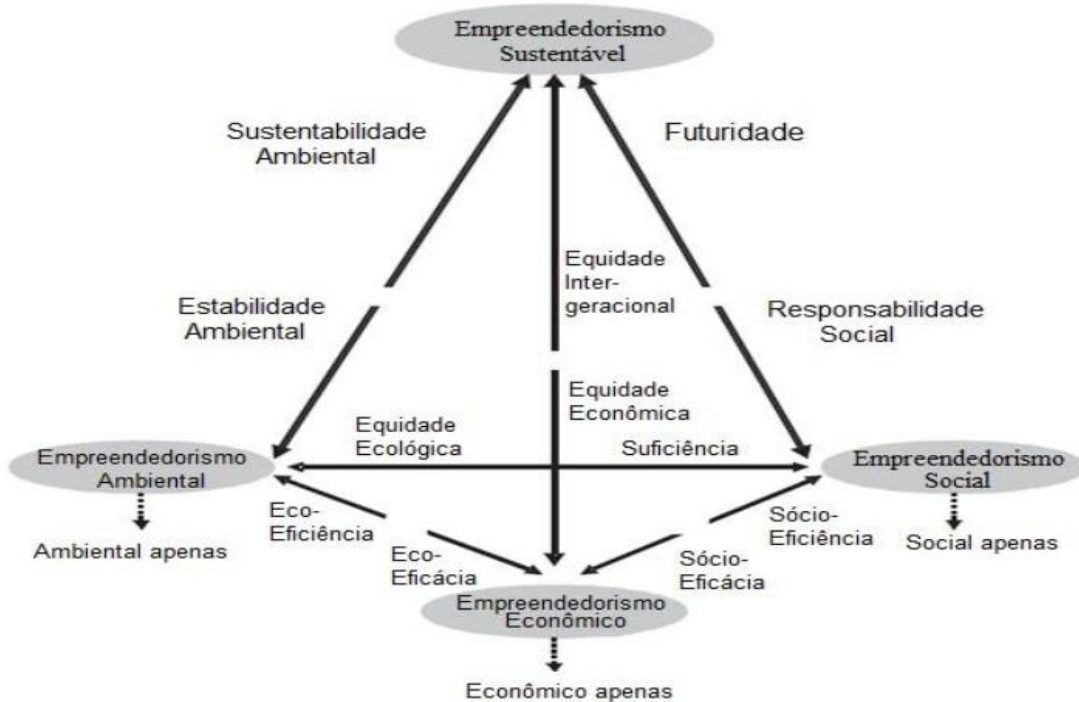 Empreendedorismo
Sustentável
Sustentabilidade
Ambiental
Futuridade
Equidade
Inter-
geracional
Estabilidade
Ambiental
Responsabilidade
Social
Equidade
Econômica
Equidade
Ecológica
Suficiência
Empreendedorismo
Ambiental
Empreendedorismo
Social
Eco-
Eficiência
Sócio-
Eficiência
Ambiental apenas
Social apenas
Eco-
Eficácia
Sócio-
Eficácia
Empreendedorismo
Econômico
Econômico apenas